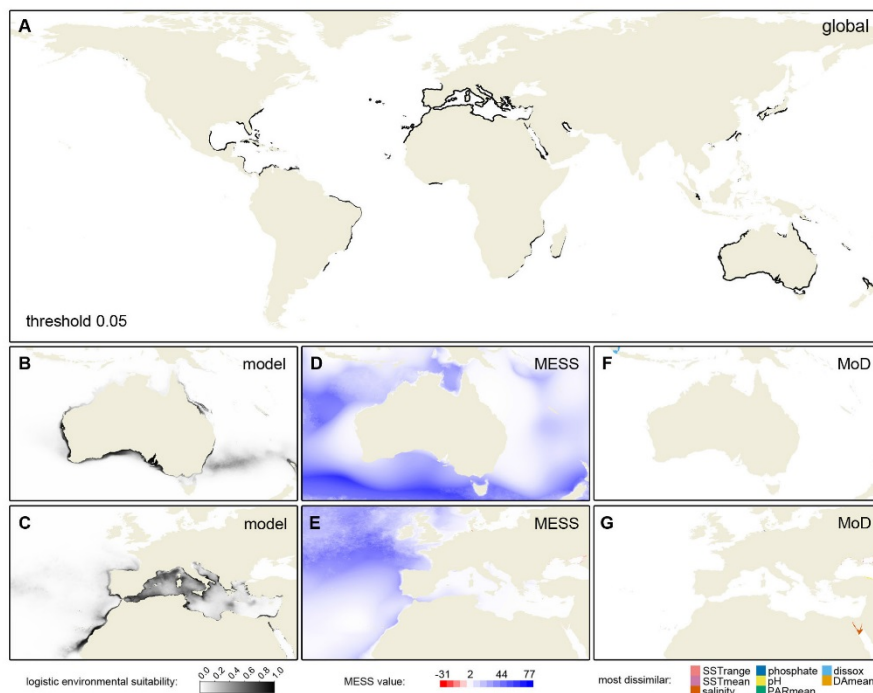 A global
threshold 0.05
B model
D MESS
F MoD
C model
E MESS
G MoD
logistic environmental suitability: 0.0 0.2 0.4 0.6 0.8 1.0
MESS value: -31 2 44 77
most dissimilar: SSTrange phosphate dissox
SSTmean pH DAmean
salinity PARmean